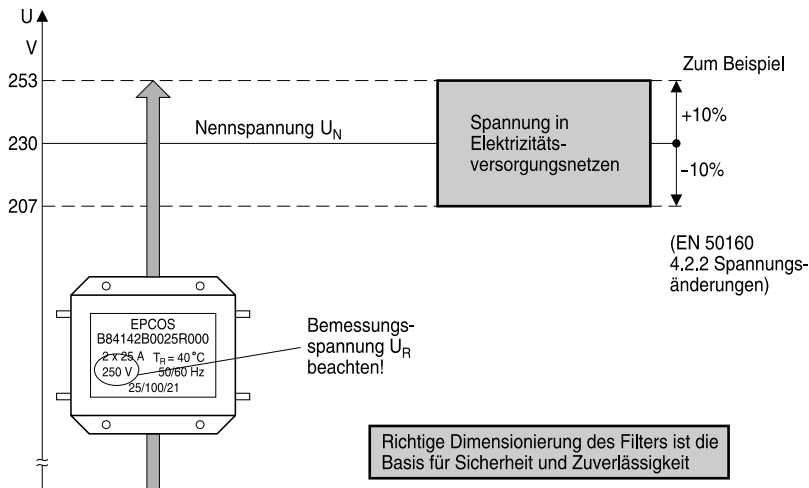 U
V
253
230
207
Nennspannung U_N
Spannung in
Elektrizitäts-
versorgungsnetzen
Zum Beispiel
+10%
–10%
(EN 50160
4.2.2 Spannungs-
änderungen)
EPCOS
B84142B0025R000
2 x 25 A T_R = 40°C
250 V 50/60 Hz
25/100/21
Bemessungs-
spannung U_R
beachten!
Richtige Dimensionierung des Filters ist die
Basis für Sicherheit und Zuverlässigkeit